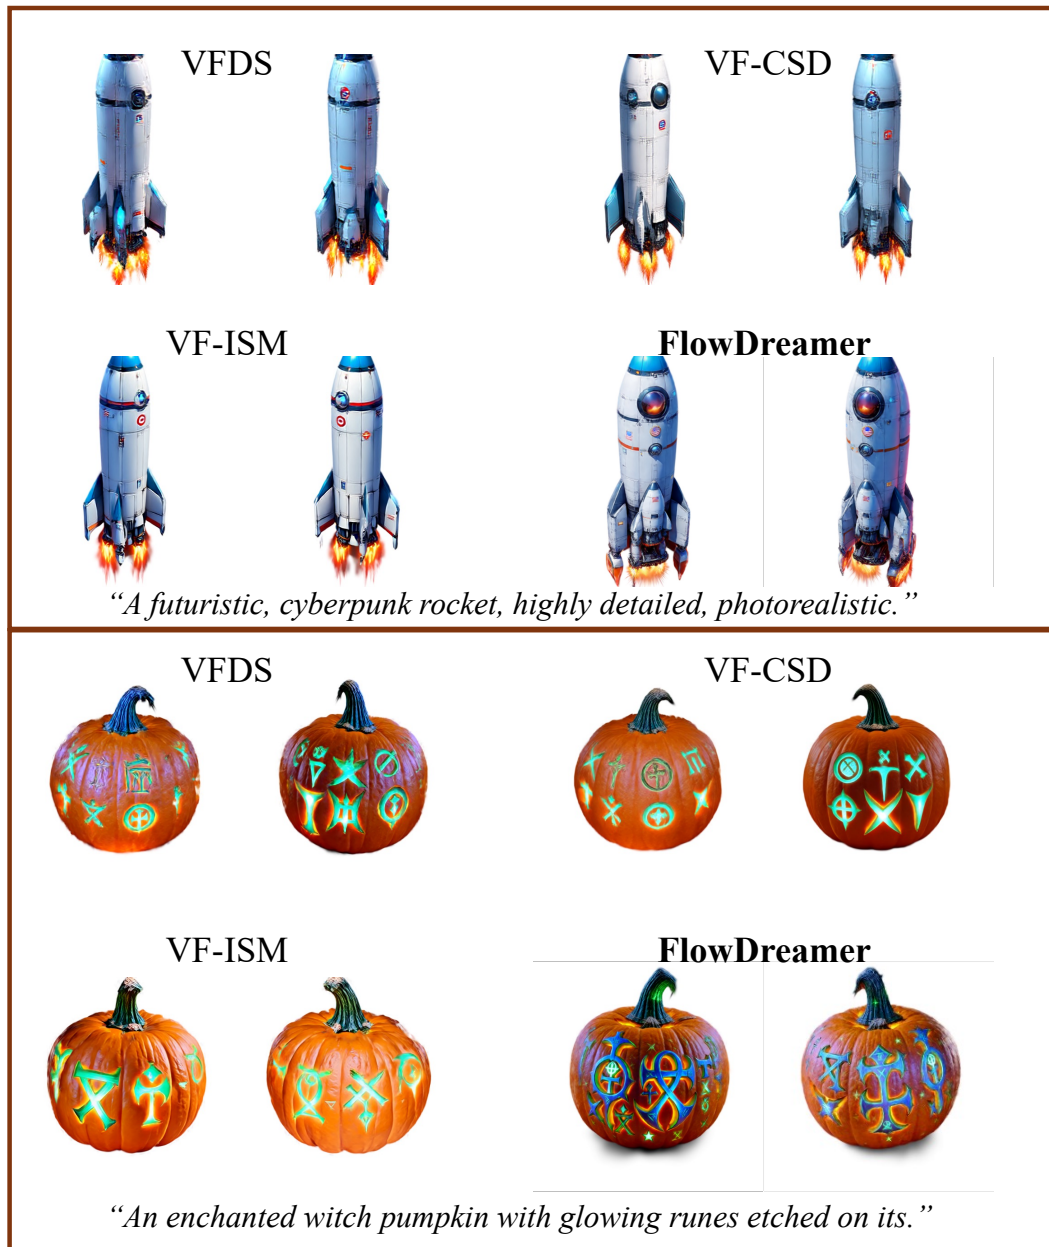 VFDS
VF-CSD
VF-ISM
FlowDreamer
“A futuristic, cyberpunk rocket, highly detailed, photorealistic.”
VFDS
VF-CSD
VF-ISM
FlowDreamer
“An enchanted witch pumpkin with glowing runes etched on its.”